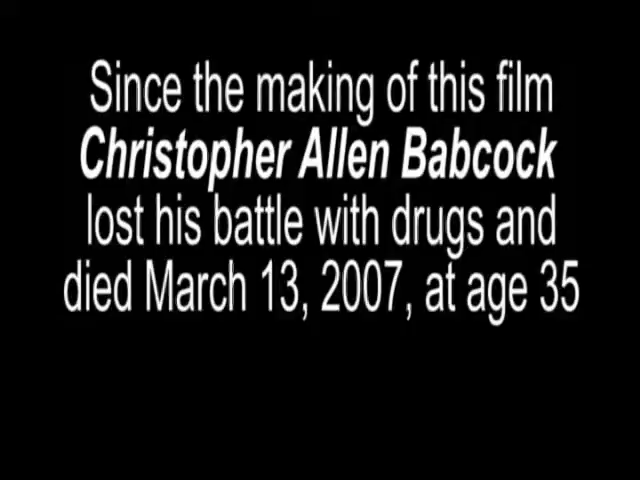 Since the making of this film
Christopher Allen Babcock
lost his battle with drugs and
died March 13, 2007, at age 35